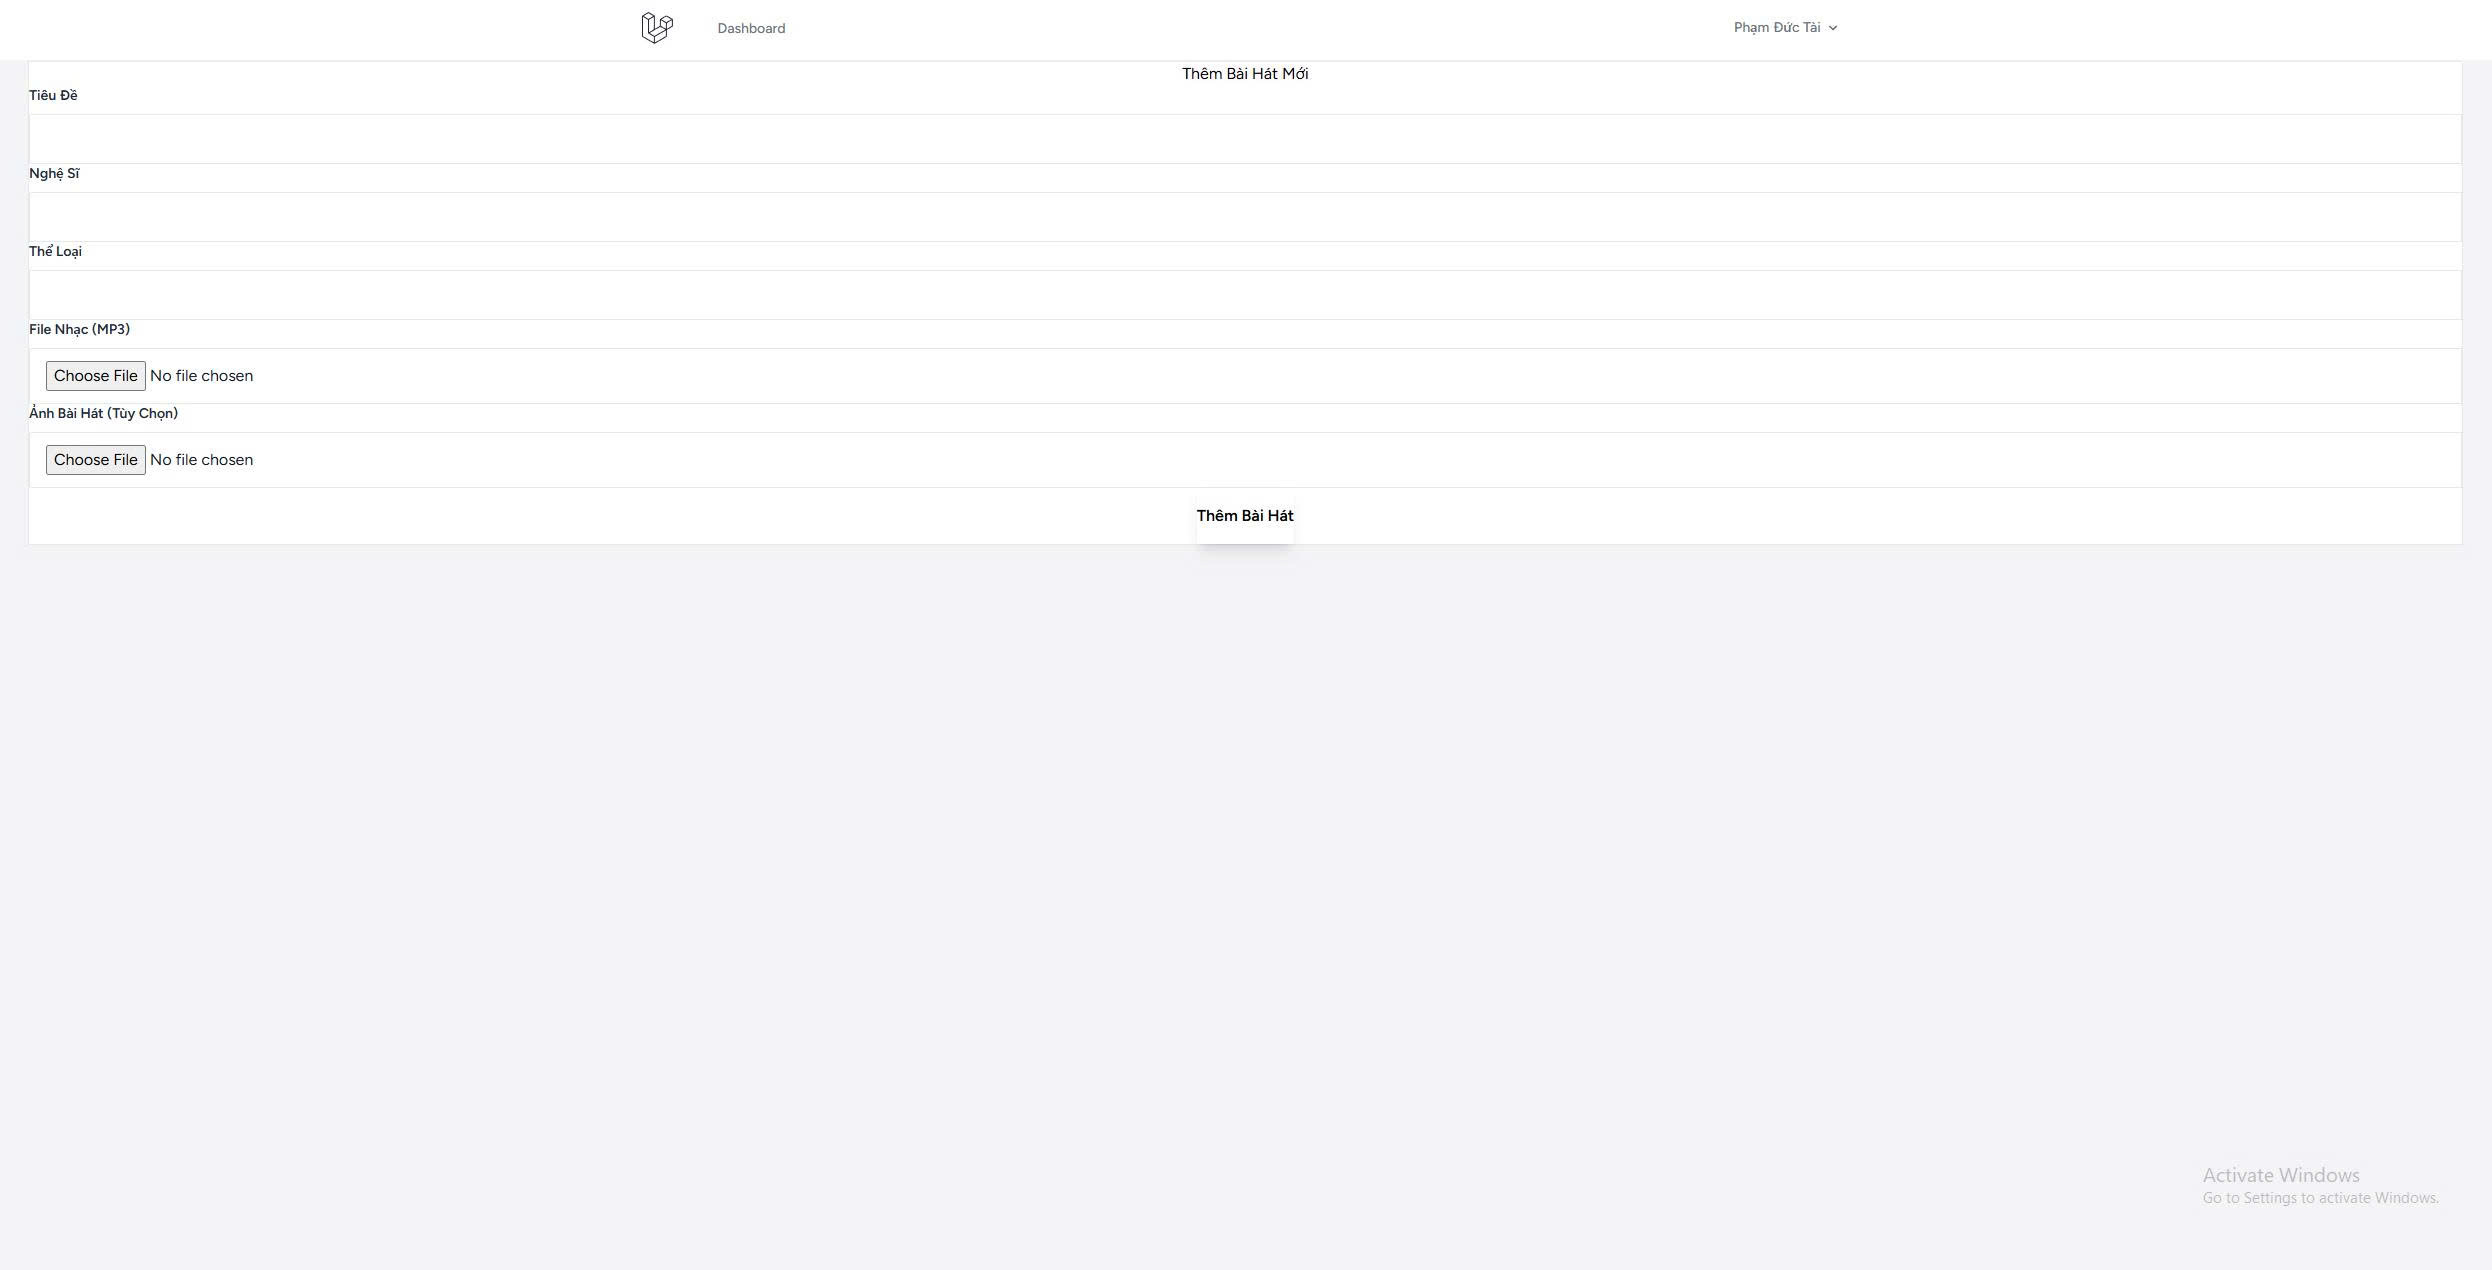 Dashboard
Phạm Đức Tài
Thêm Bài Hát Mới
Tiêu Đề
Nghệ Sĩ
Thể Loại
File Nhạc (MP3)
Choose File No file chosen
Ảnh Bài Hát (Tùy Chọn)
Choose File No file chosen
Thêm Bài Hát
Activate Windows
Go to Settings to activate Windows.